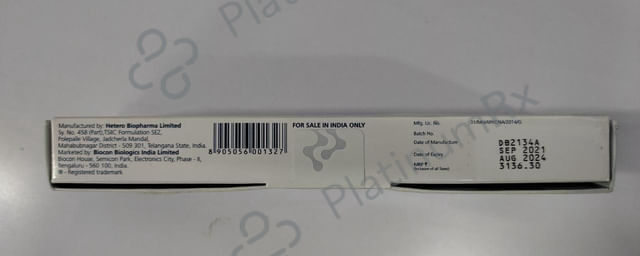 Manufactured by: Hetero Biopharma Limited
Sy. No. 458 (Part),TSIIC Formulation SEZ,
Polepalle Village, Jadcherla Mandal,
Mahabubnagar District - 509 301, Telangana State, India.
Marketed by: Biocon Biologics India Limited
Biocon House, Semicon Park, Electronics City, Phase - II,
Bengaluru - 560 100, India.
® - Registered trademark
8 905056 001327
FOR SALE IN INDIA ONLY
Mfg. Lic. No.
Batch No.
Date of Manufacture
Date of Expiry
MRP ₹
(Inclusive of all Taxes)
DB2134A
SEP 2021
AUG 2024
3136.30
PlatinumRx
PlatinumRx